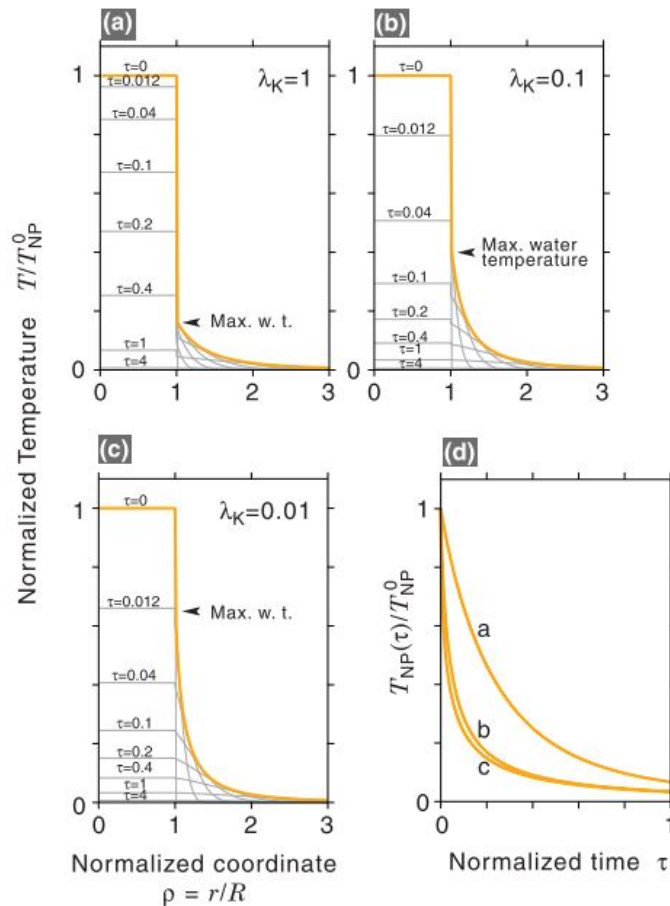 (a)
1
τ=0
τ=0.012
λK=1
τ=0.04
τ=0.1
τ=0.2
τ=0.4
Max. w. t.
τ=1
τ=4
0
0 1 2 3
(b)
1
τ=0
λK=0.1
τ=0.012
τ=0.04
Max. water
temperature
τ=0.1
τ=0.2
τ=0.4
τ=1
τ=4
0
0 1 2 3
Normalized Temperature T/T⁰NP
(c)
1
τ=0
λK=0.01
τ=0.012
Max. w. t.
τ=0.04
τ=0.1
τ=0.2
τ=0.4
τ=1
τ=4
0
0 1 2 3
Normalized coordinate
ρ = r/R
(d)
TNP(τ)/T⁰NP
1
a
b
c
0
0 1
Normalized time τ